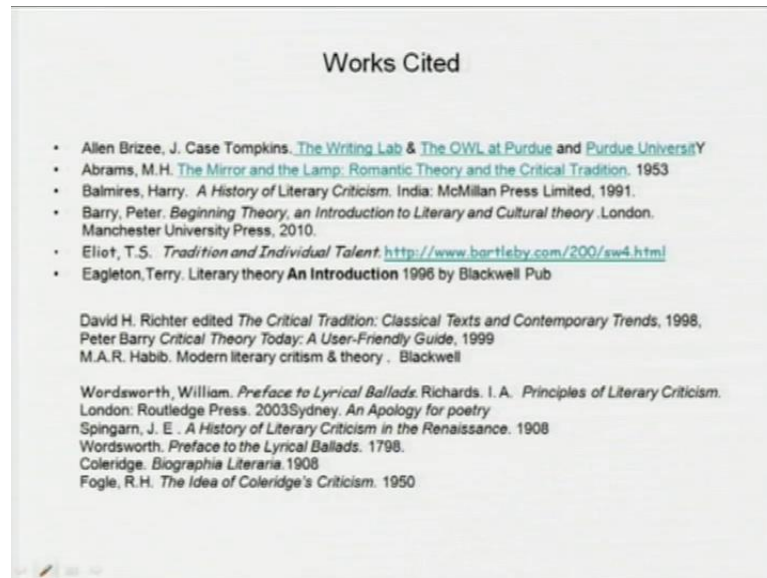 Works Cited
• Allen Brizee, J. Case Tompkins. The Writing Lab & The OWL at Purdue and Purdue UniversitY
• Abrams, M.H. The Mirror and the Lamp: Romantic Theory and the Critical Tradition. 1953
• Balmires, Harry. A History of Literary Criticism. India: McMillan Press Limited, 1991.
• Barry, Peter. Beginning Theory, an Introduction to Literary and Cultural theory .London.
Manchester University Press, 2010.
• Eliot, T.S. Tradition and Individual Talent. http://www.bartleby.com/200/sw4.html
• Eagleton,Terry. Literary theory An Introduction 1996 by Blackwell Pub
David H. Richter edited The Critical Tradition: Classical Texts and Contemporary Trends, 1998,
Peter Barry Critical Theory Today: A User-Friendly Guide, 1999
M.A.R. Habib. Modern literary critism & theory . Blackwell
Wordsworth, William. Preface to Lyrical Ballads. Richards. I. A. Principles of Literary Criticism.
London: Routledge Press. 2003Sydney. An Apology for poetry
Spingarn, J. E . A History of Literary Criticism in the Renaissance. 1908
Wordsworth. Preface to the Lyrical Ballads. 1798.
Coleridge. Biographia Literaria.1908
Fogle, R.H. The Idea of Coleridge's Criticism. 1950